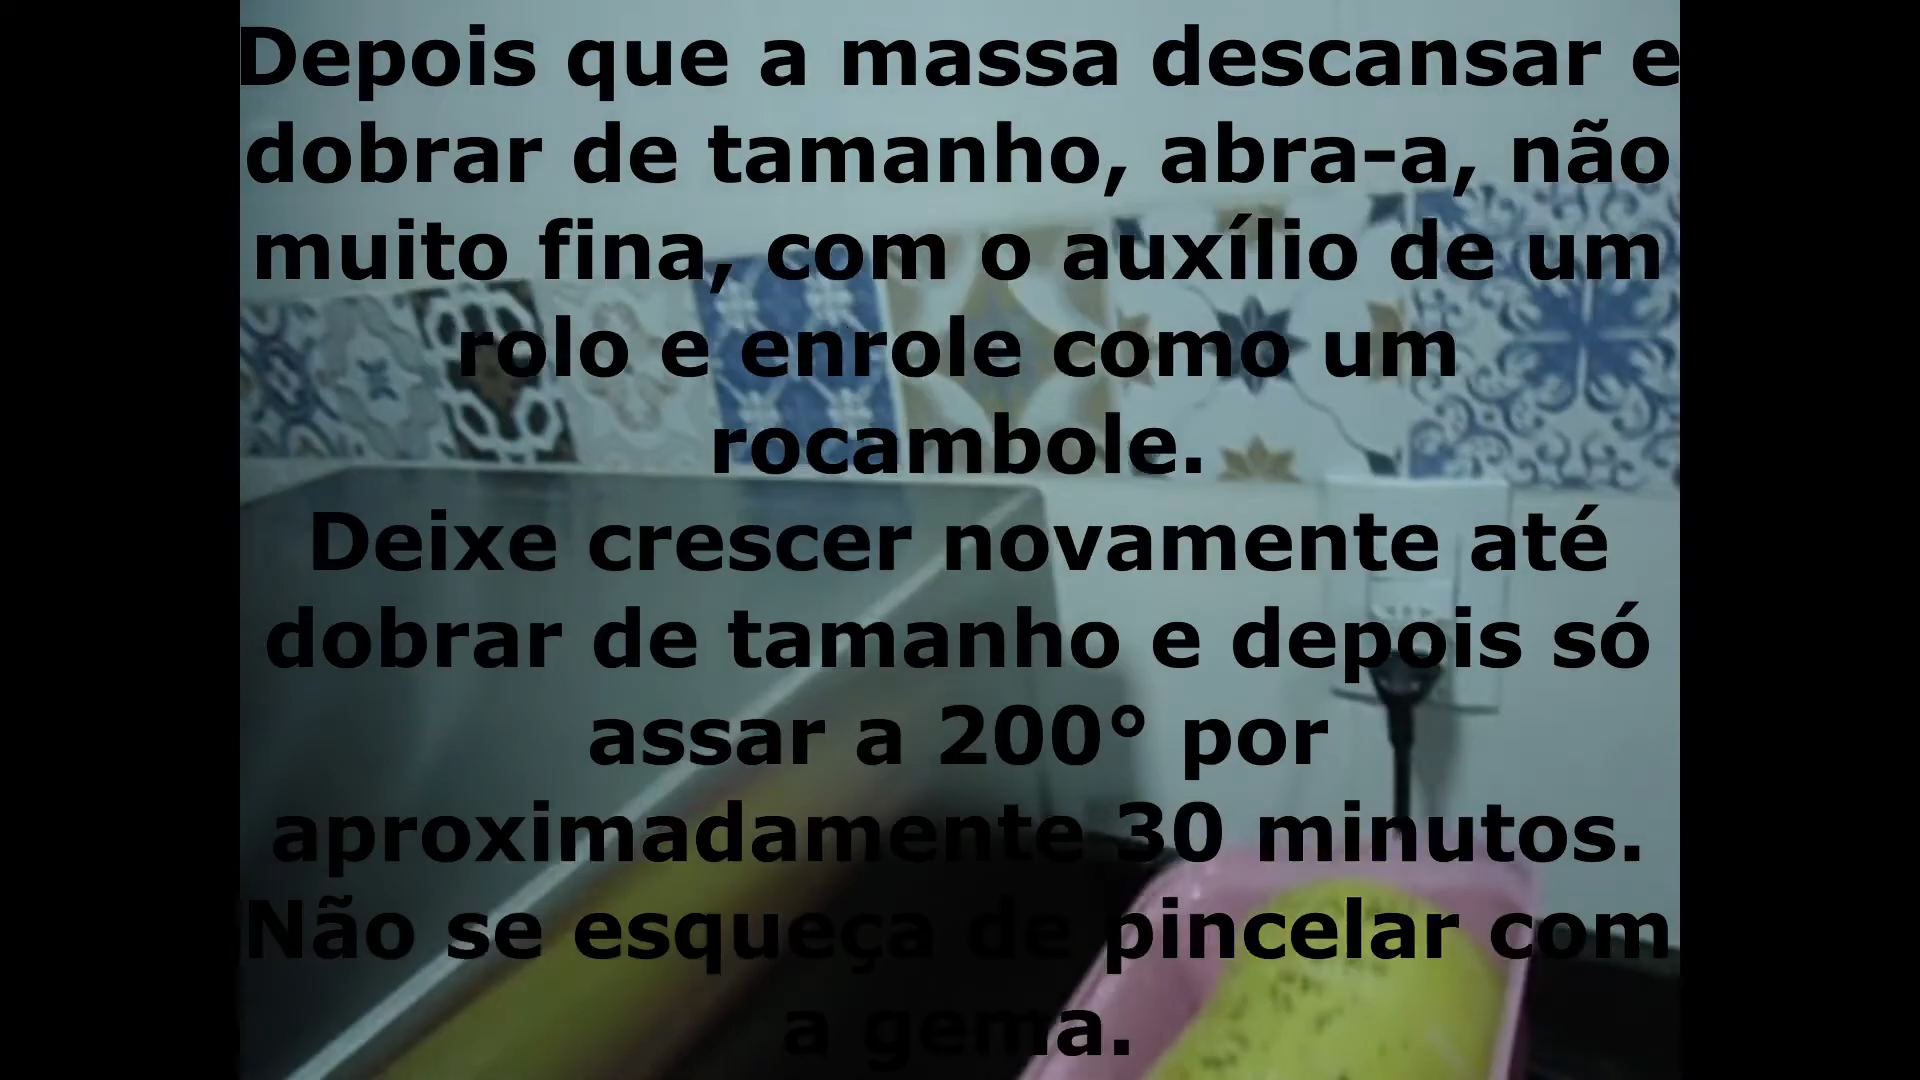 Depois que a massa descansar e
dobrar de tamanho, abra-a, não
muito fina, com o auxílio de um
rolo e enrole como um
rocambole.
Deixe crescer novamente até
dobrar de tamanho e depois só
assar a 200° por
aproximadamente 30 minutos.
Não se esqueça de pincelar com
a gema.